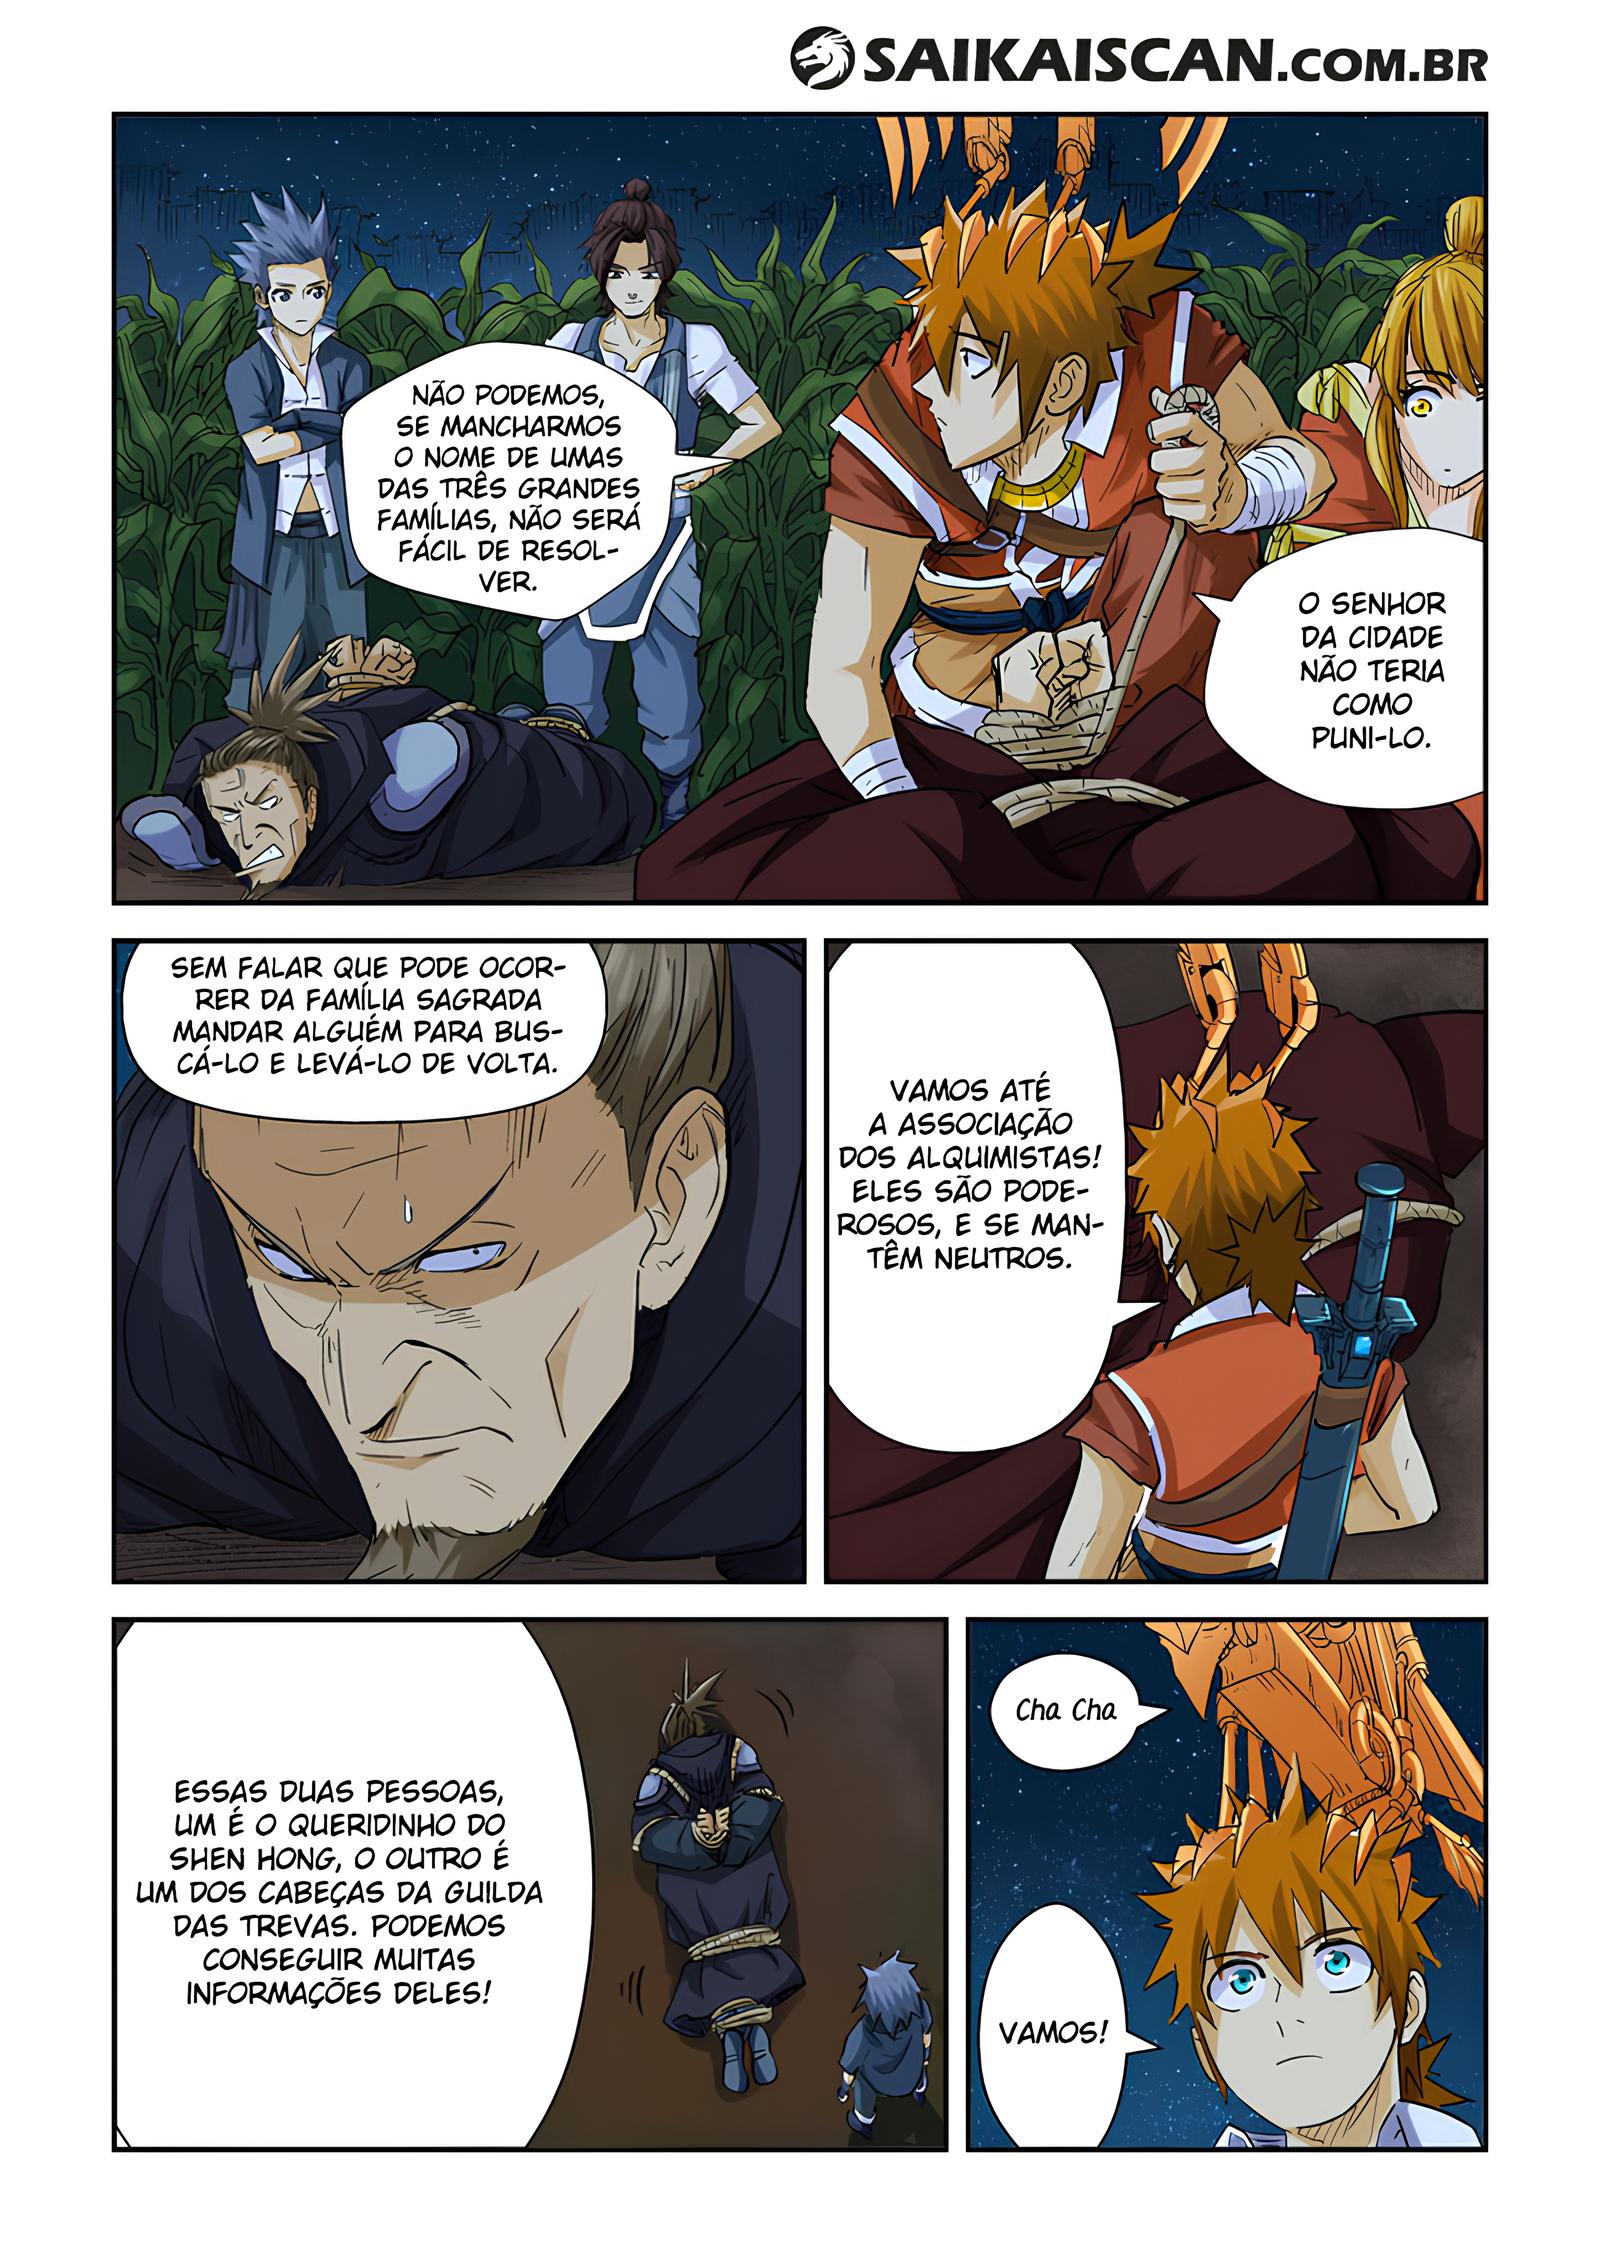 SAIKAISCAN.COM.BR
NÃO PODEMOS,
SE MANCHARMOS
O NOME DE UMAS
DAS TRÊS GRANDES
FAMÍLIAS, NÃO SERÁ
FÁCIL DE RESOL-
VER.
O SENHOR
DA CIDADE
NÃO TERIA
COMO
PUNI-LO.
SEM FALAR QUE PODE OCOR-
RER DA FAMÍLIA SAGRADA
MANDAR ALGUÉM PARA BUS-
CÁ-LO E LEVÁ-LO DE VOLTA.
VAMOS ATÉ
A ASSOCIAÇÃO
DOS ALQUIMISTAS!
ELES SÃO PODE-
ROSOS, E SE MAN-
TÊM NEUTROS.
ESSAS DUAS PESSOAS,
UM É O QUERIDINHO DO
SHEN HONG, O OUTRO É
UM DOS CABEÇAS DA GUILDA
DAS TREVAS. PODEMOS
CONSEGUIR MUITAS
INFORMAÇÕES DELES!
Cha Cha
VAMOS!